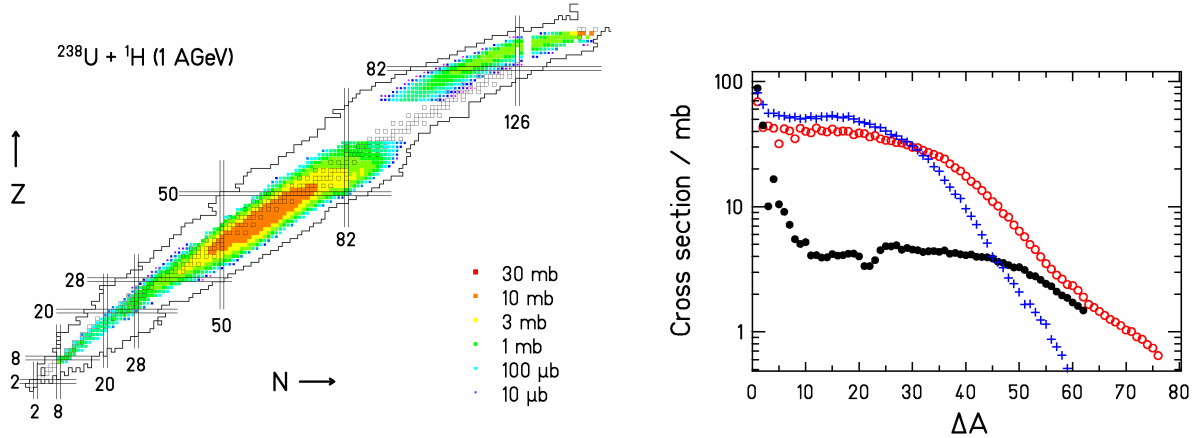 ²³⁸U + ¹H (1 AGeV)
82
126
50
Z
82
28
20
50
8
28
2
20
2 8
N
30 mb
10 mb
3 mb
1 mb
100 μb
10 μb
100
10
1
Cross section / mb
0 10 20 30 40 50 60 70 80
ΔA